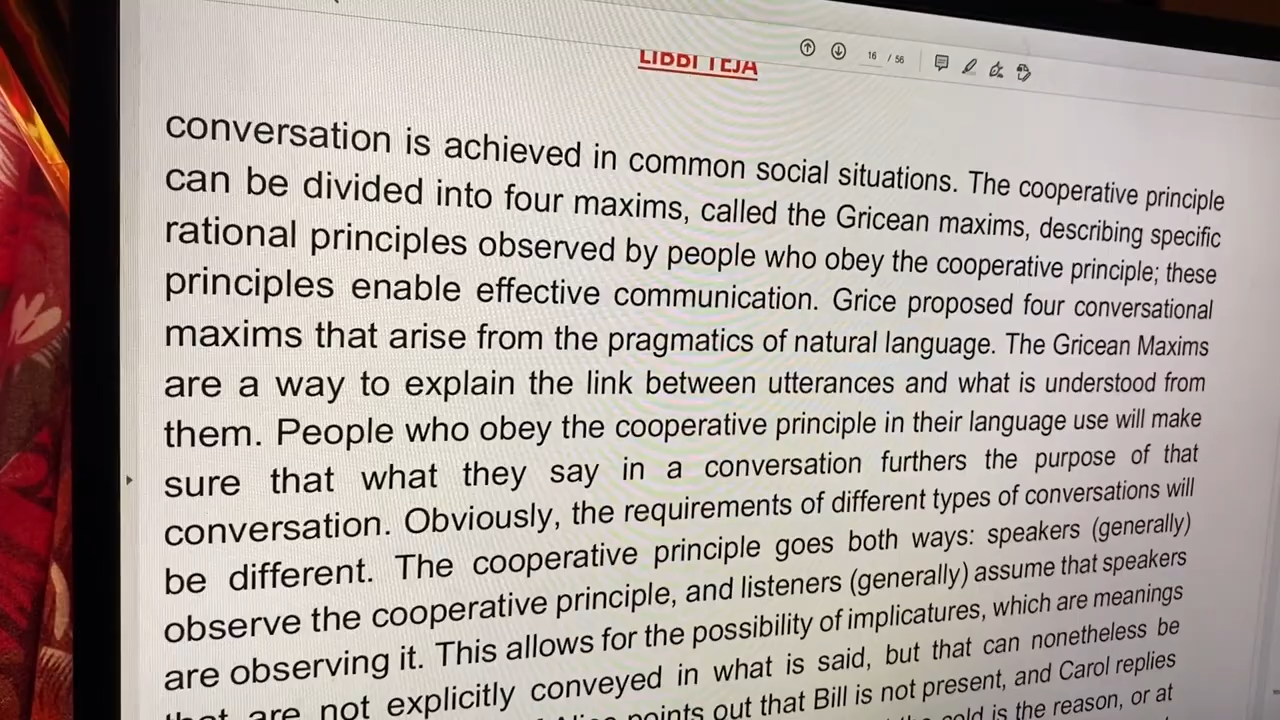 LIBBI TEJA
16 / 56
conversation is achieved in common social situations. The cooperative principle
can be divided into four maxims, called the Gricean maxims, describing specific
rational principles observed by people who obey the cooperative principle; these
principles enable effective communication. Grice proposed four conversational
maxims that arise from the pragmatics of natural language. The Gricean Maxims
are a way to explain the link between utterances and what is understood from
them. People who obey the cooperative principle in their language use will make
sure that what they say in a conversation furthers the purpose of that
conversation. Obviously, the requirements of different types of conversations will
be different. The cooperative principle goes both ways: speakers (generally)
observe the cooperative principle, and listeners (generally) assume that speakers
are observing it. This allows for the possibility of implicatures, which are meanings
that are not explicitly conveyed in what is said, but that can nonetheless be
points out that Bill is not present, and Carol replies
cold is the reason, or at